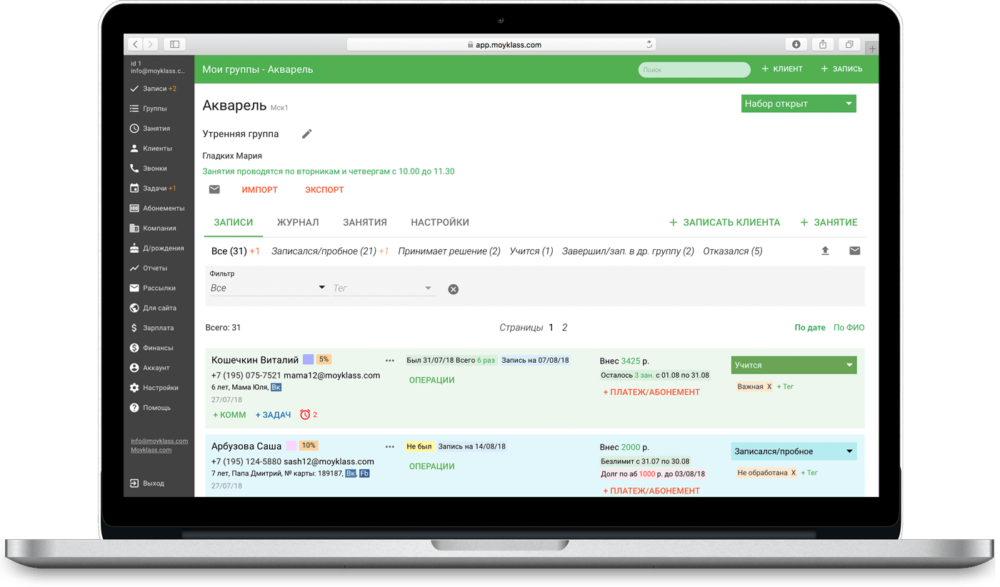 app.moyklass.com
id 1
info@moyklass.c...
Записи +2
Группы
Занятия
Клиенты
Звонки
Задачи +1
Абонементы
Компания
Д/рождения
Отчеты
Рассылки
Для сайта
Зарплата
Финансы
Аккаунт
Настройки
Помощь
info@moyklass.com
Moyklass.com
Выход
Мои группы - Акварель
Поиск
+ КЛИЕНТ
+ ЗАПИСЬ
Акварель Мск1
Набор открыт
Утренняя группа
Гладких Мария
Занятия проводятся по вторникам и четвергам с 10.00 до 11.30
ИМПОРТ ЭКСПОРТ
ЗАПИСИ ЖУРНАЛ ЗАНЯТИЯ НАСТРОЙКИ + ЗАПИСАТЬ КЛИЕНТА + ЗАНЯТИЕ
Все (31) +1 Записался/пробное (21) +1 Принимает решение (2) Учится (1) Завершил/зап. в др. группу (2) Отказался (5)
Фильтр
Все Тег
Всего: 31 Страницы 1 2 По дате По ФИО
Кошечкин Виталий 5%
+7 (195) 075-7521 mama12@moyklass.com
6 лет, Мама Юля, Вк
27/07/18
+ КОММ + ЗАДАЧ 2
Был 31/07/18 Всего 6 раз Запись на 07/08/18
ОПЕРАЦИИ
Внес 3425 р.
Осталось 3 зан. с 01.08 по 31.08
+ ПЛАТЕЖ/АБОНЕМЕНТ
Учится
Важная X + Тег
Арбузова Саша 10%
+7 (195) 124-5880 sash12@moyklass.com
7 лет, Папа Дмитрий, № карты: 189187, Вк, Fb
27/07/18
Не был Запись на 14/08/18
ОПЕРАЦИИ
Внес 2000 р.
Безлимит с 31.07 по 30.08
Долг по аб 1000 р. до 03/08/18
+ ПЛАТЕЖ/АБОНЕМЕНТ
Записался/пробное
Не обработана X + Тег